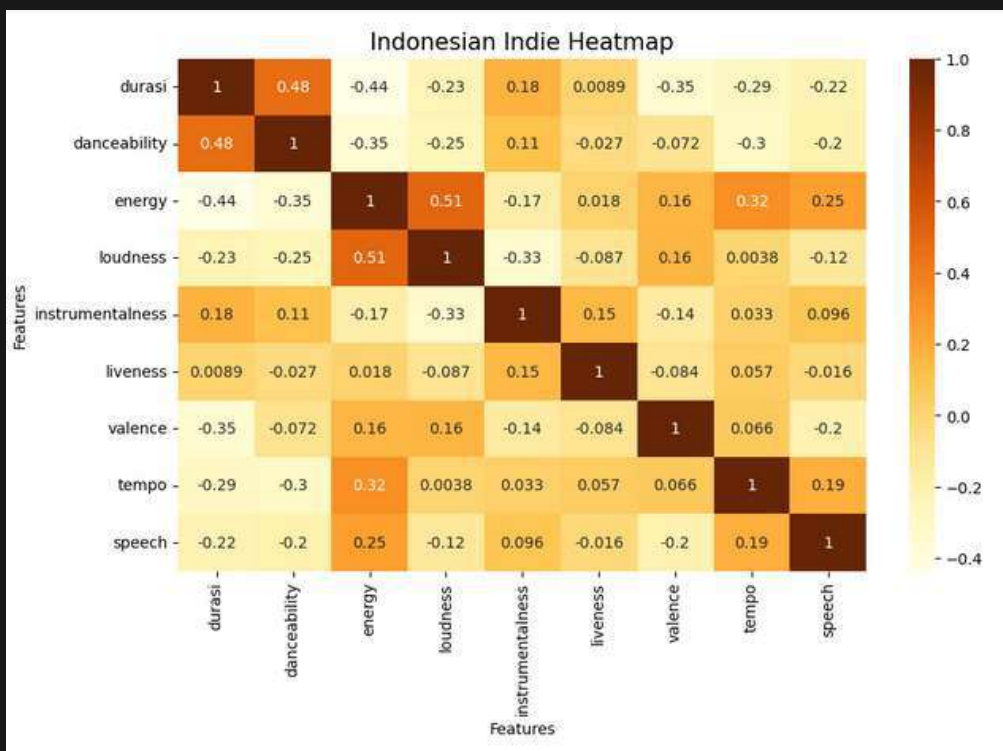 Indonesian Indie Heatmap
durasi 1 0.48 -0.44 -0.23 0.18 0.0089 -0.35 -0.29 -0.22
danceability 0.48 1 -0.35 -0.25 0.11 -0.027 -0.072 -0.3 -0.2
energy -0.44 -0.35 1 0.51 -0.17 0.018 0.16 0.32 0.25
loudness -0.23 -0.25 0.51 1 -0.33 -0.087 0.16 0.0038 -0.12
instrumentalness 0.18 0.11 -0.17 -0.33 1 0.15 -0.14 0.033 0.096
liveness 0.0089 -0.027 0.018 -0.087 0.15 1 -0.084 0.057 -0.016
valence -0.35 -0.072 0.16 0.16 -0.14 -0.084 1 0.066 -0.2
tempo -0.29 -0.3 0.32 0.0038 0.033 0.057 0.066 1 0.19
speech -0.22 -0.2 0.25 -0.12 0.096 -0.016 -0.2 0.19 1
Features
durasi danceability energy loudness instrumentalness liveness valence tempo speech
Features
1.0
0.8
0.6
0.4
0.2
0.0
−0.2
−0.4